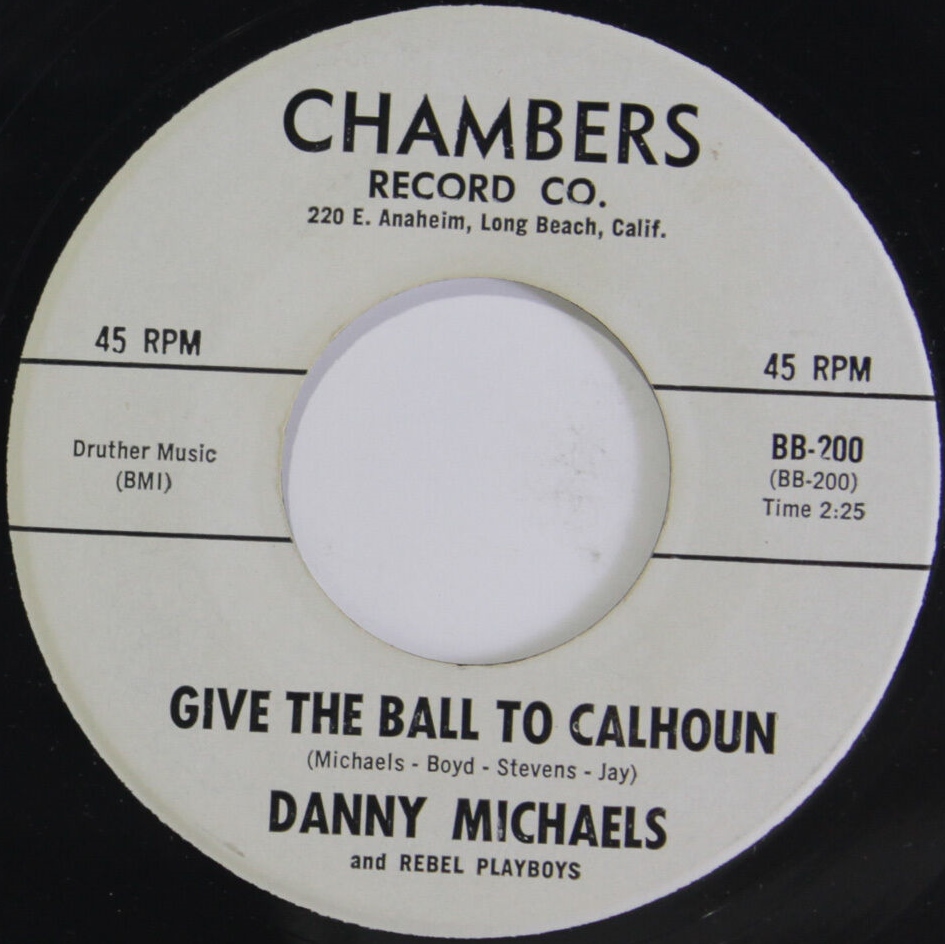 CHAMBERS
RECORD CO.
220 E. Anaheim, Long Beach, Calif.
45 RPM
45 RPM
Druther Music
(BMI)
BB-200
(BB-200)
Time 2:25
GIVE THE BALL TO CALHOUN
(Michaels - Boyd - Stevens - Jay)
DANNY MICHAELS
and REBEL PLAYBOYS